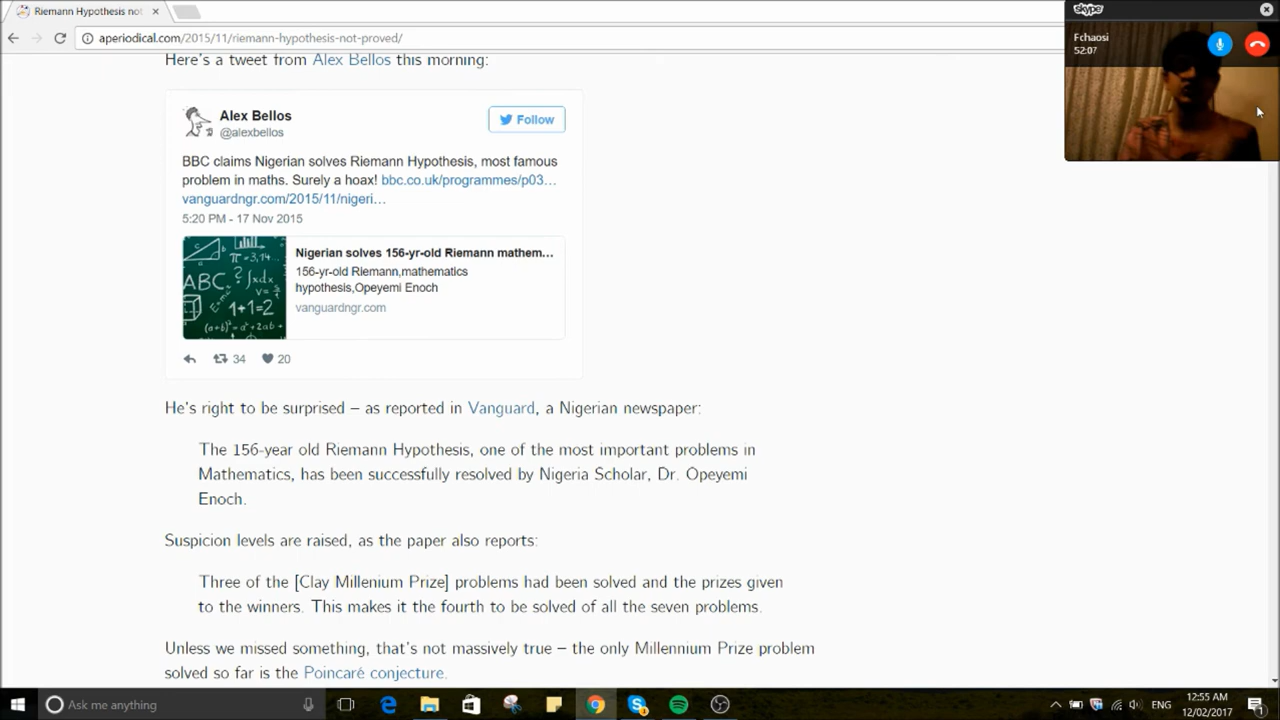 Riemann Hypothesis not
aperiodical.com/2015/11/riemann-hypothesis-not-proved/
skype
Fchaosi
52:07
Here's a tweet from Alex Bellos this morning:
Alex Bellos
@alexbellos
Follow
BBC claims Nigerian solves Riemann Hypothesis, most famous
problem in maths. Surely a hoax! bbc.co.uk/programmes/p03…
vanguardngr.com/2015/11/nigeri…
5:20 PM - 17 Nov 2015
ABC
1+1=2
Nigerian solves 156-yr-old Riemann mathem…
156-yr-old Riemann,mathematics
hypothesis,Opeyemi Enoch
vanguardngr.com
34
20
He's right to be surprised – as reported in Vanguard, a Nigerian newspaper:
The 156-year old Riemann Hypothesis, one of the most important problems in
Mathematics, has been successfully resolved by Nigeria Scholar, Dr. Opeyemi
Enoch.
Suspicion levels are raised, as the paper also reports:
Three of the [Clay Millenium Prize] problems had been solved and the prizes given
to the winners. This makes it the fourth to be solved of all the seven problems.
Unless we missed something, that's not massively true – the only Millennium Prize problem
solved so far is the Poincaré conjecture.
Ask me anything
ENG
12:55 AM
12/02/2017